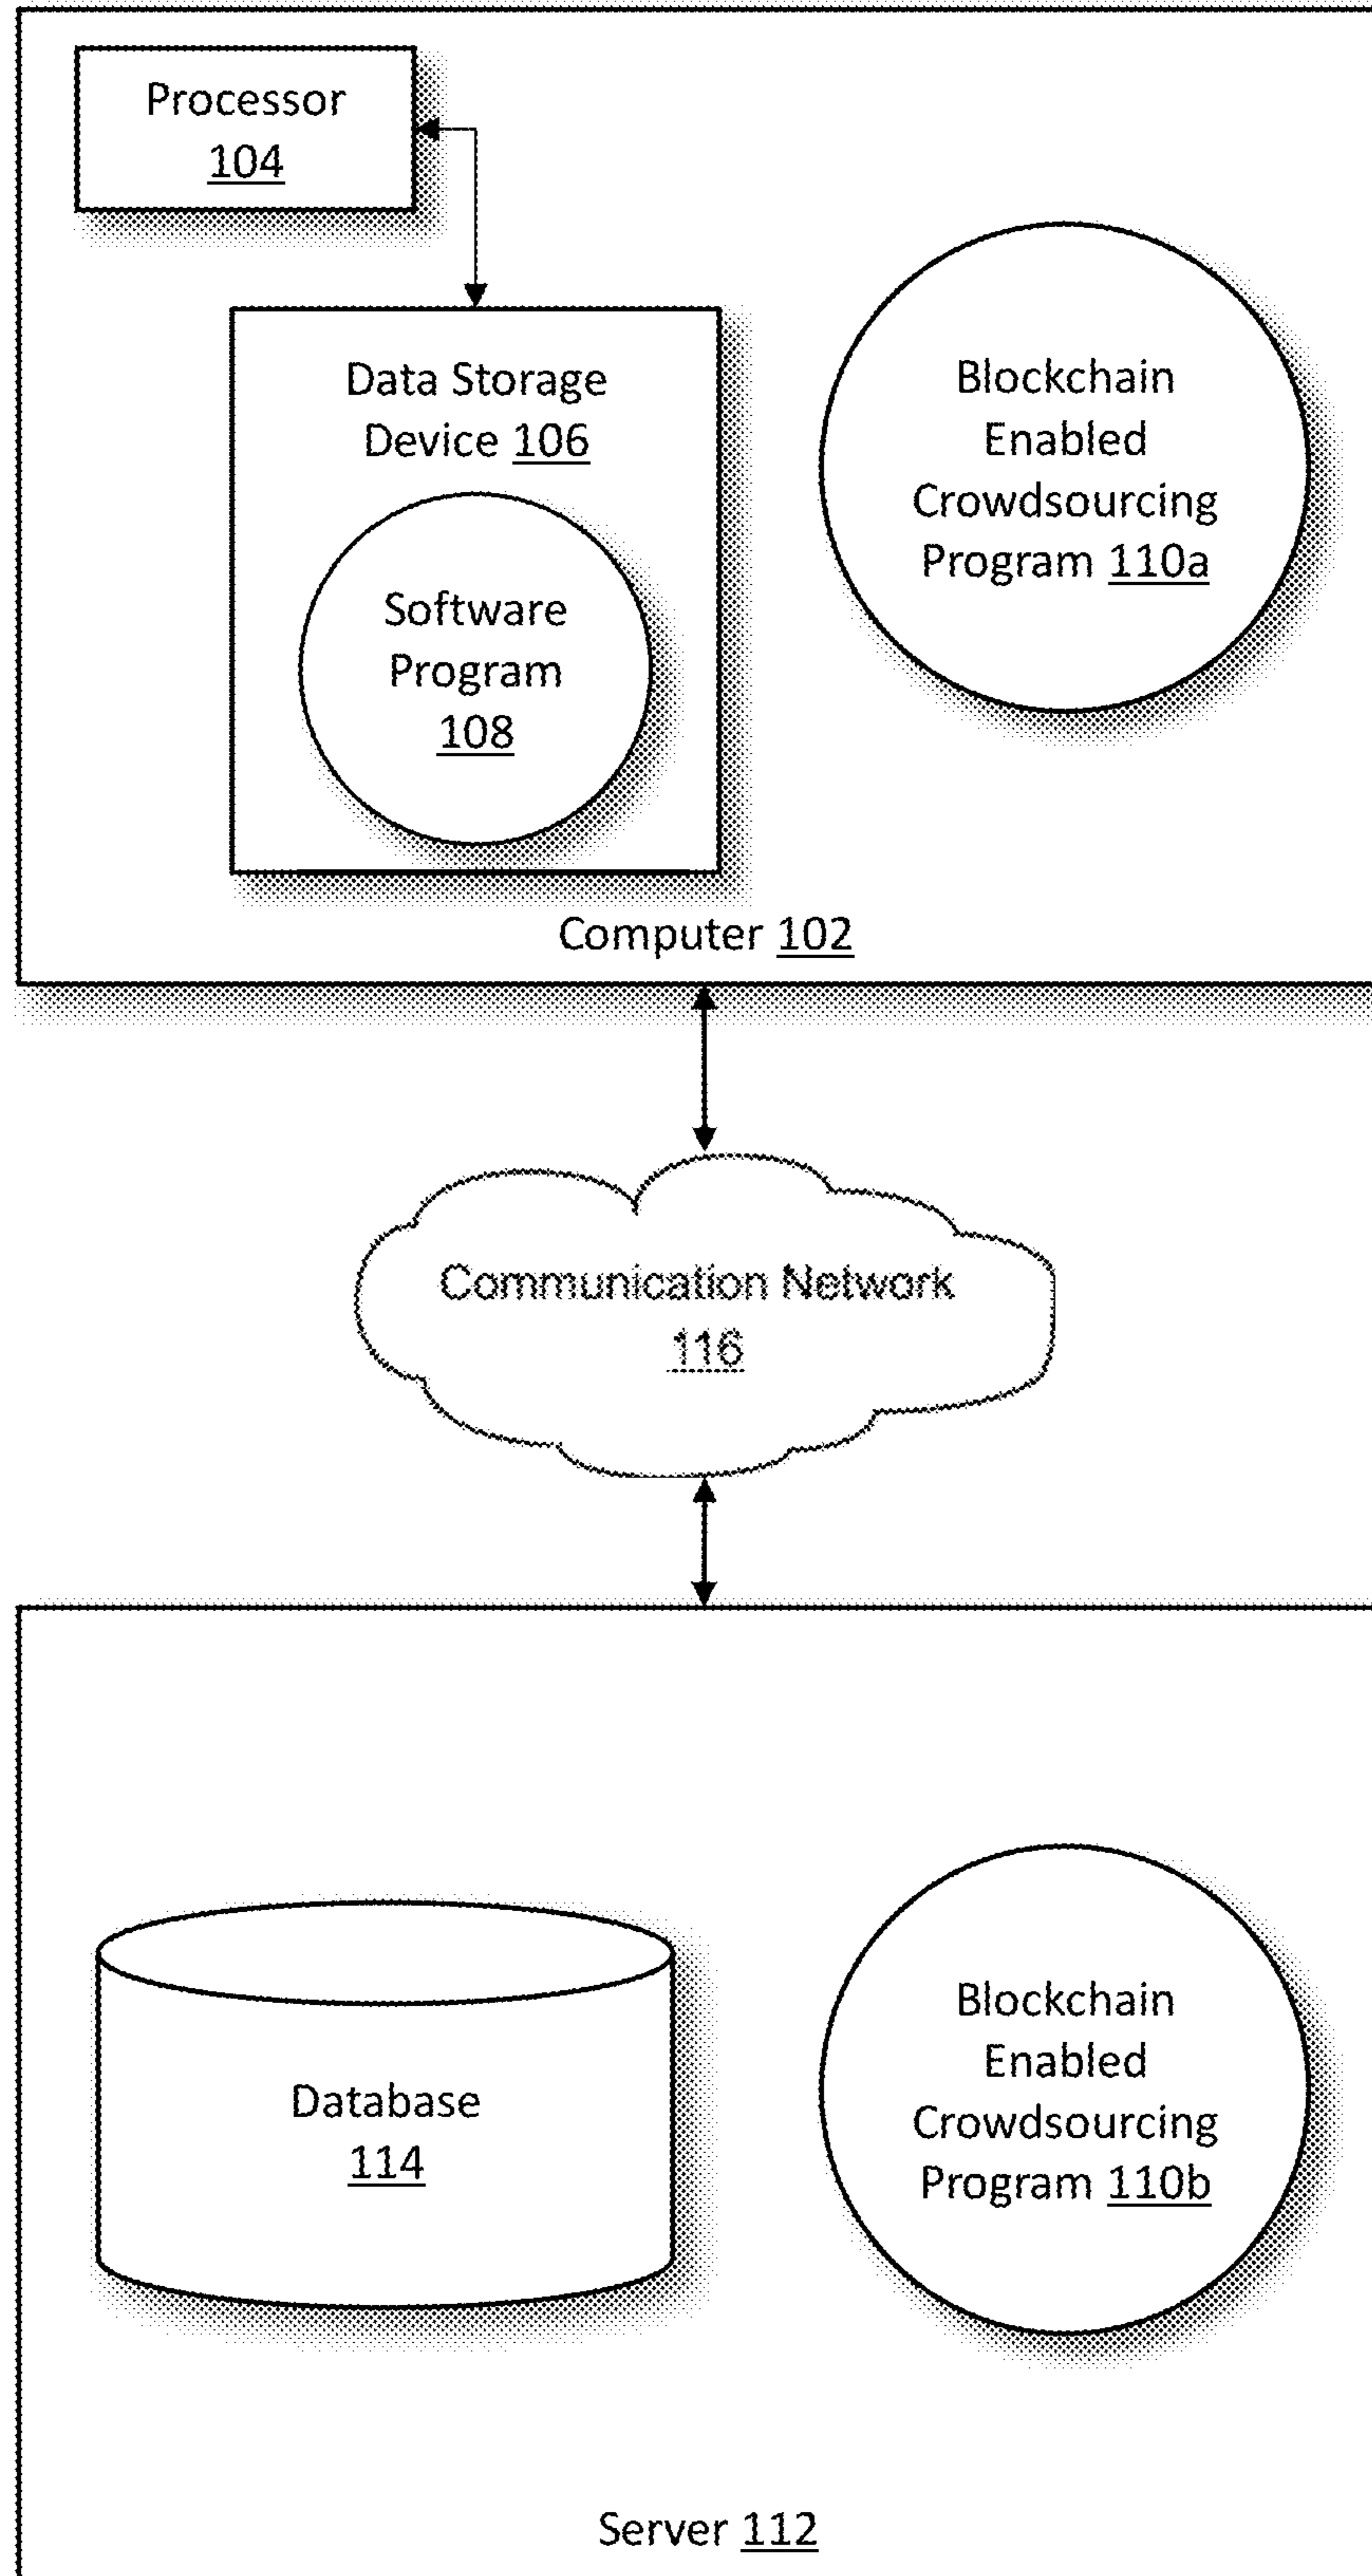 Processor
104
Data Storage
Device 106
Software
Program
108
Blockchain
Enabled
Crowdsourcing
Program 110a
Computer 102
Communication Network
116
Database
114
Blockchain
Enabled
Crowdsourcing
Program 110b
Server 112